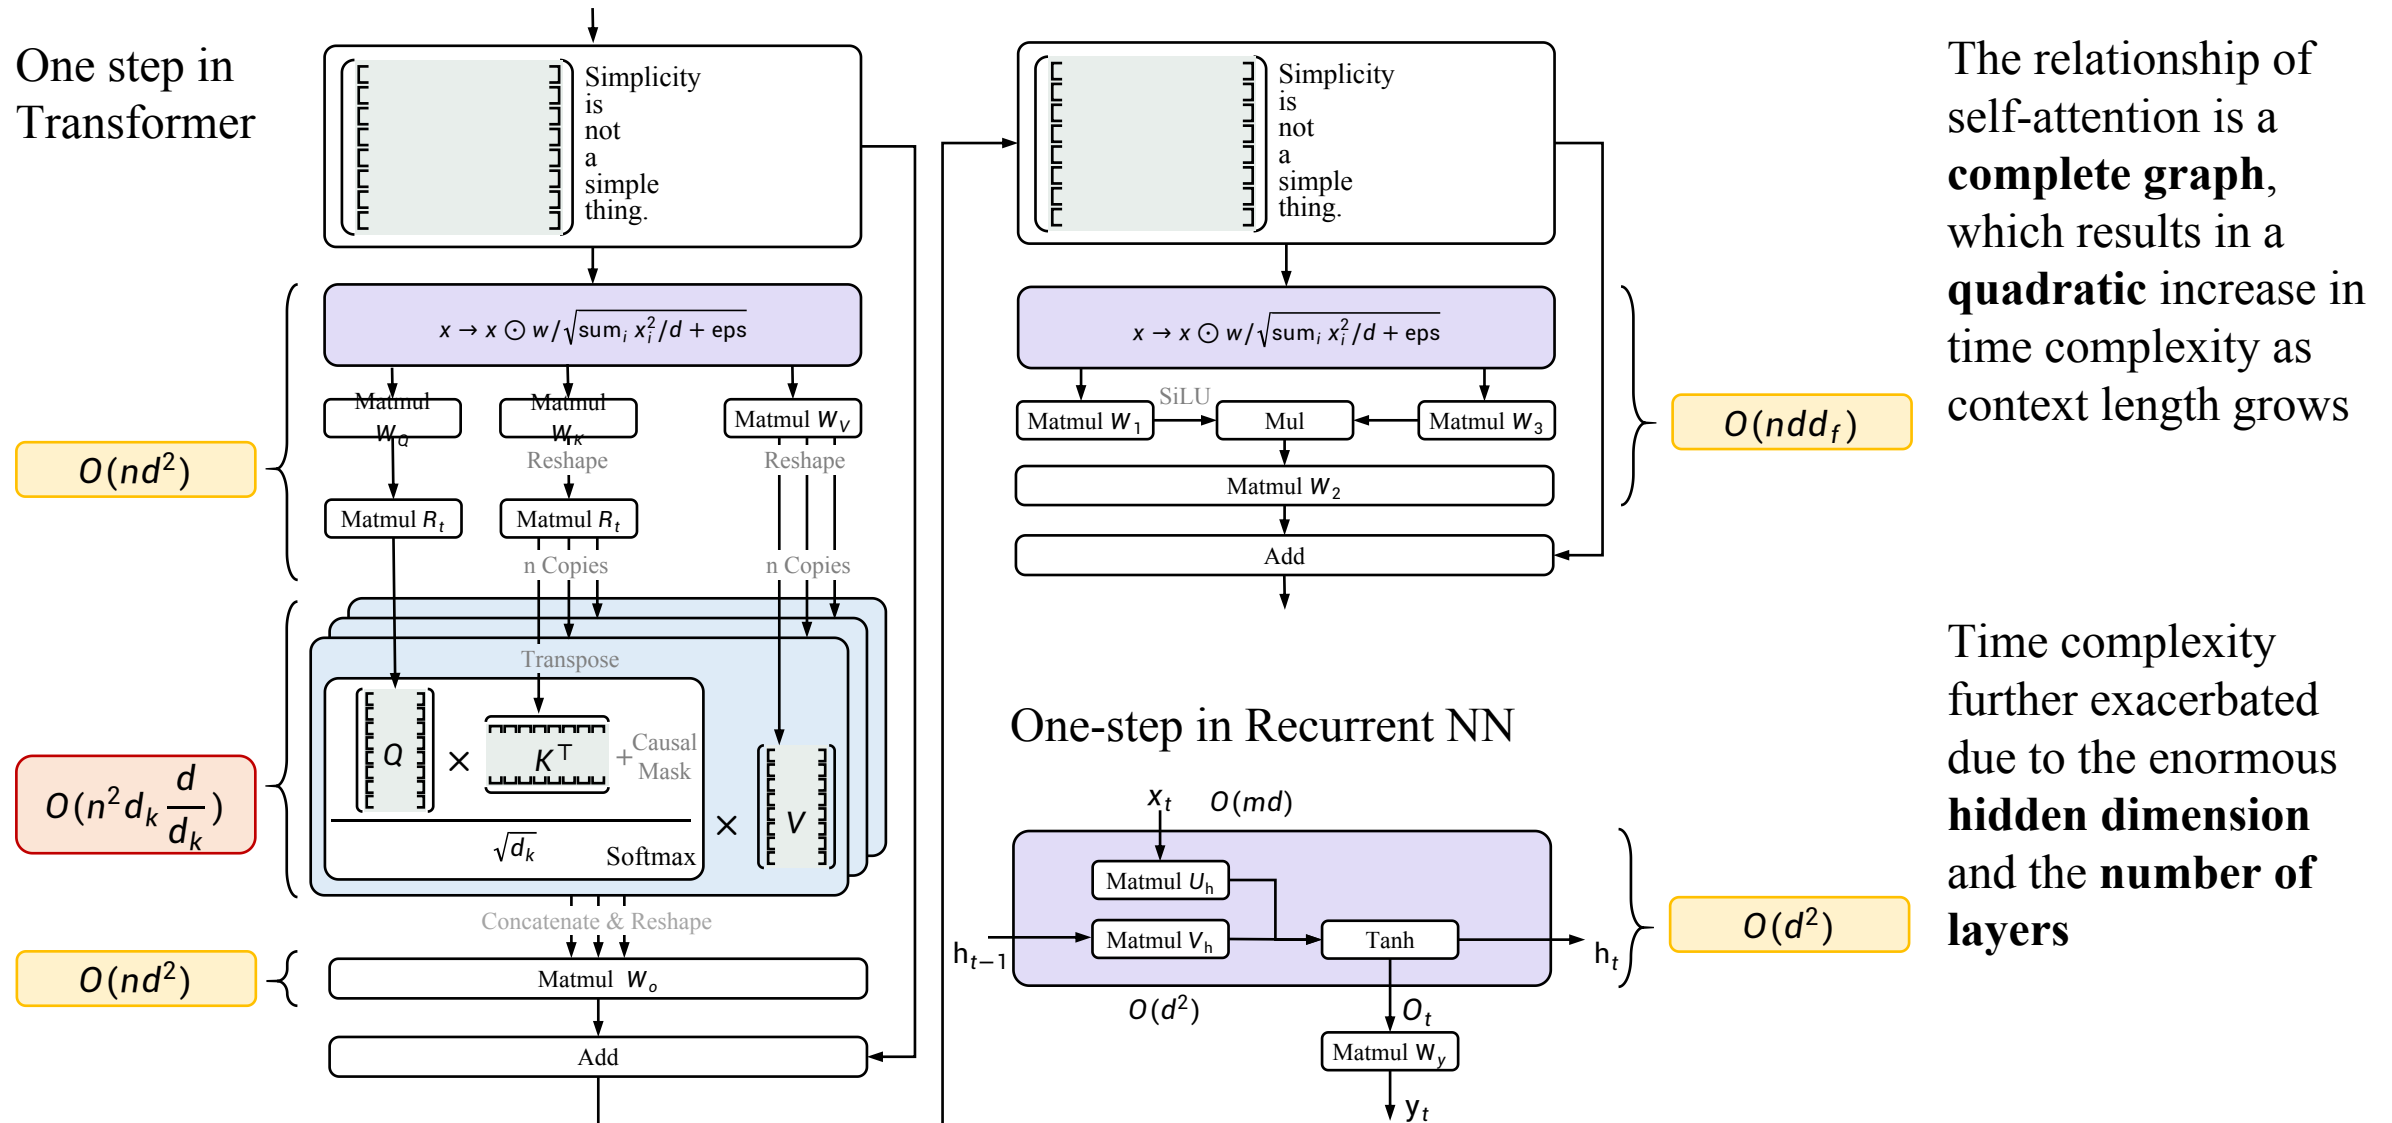 One step in
Transformer
Simplicity
is
not
a
simple
thing.
x → x ⊙ w/√(sum_i x_i^2/d + eps)
Matmul W_Q
Matmul W_K
Matmul W_V
Reshape
Reshape
O(nd^2)
Matmul R_t
Matmul R_t
n Copies
n Copies
Transpose
Q × K^⊤ + Causal Mask
√d_k
Softmax
× V
O(n^2 d_k d/d_k)
Concatenate & Reshape
O(nd^2)
Matmul W_o
Add
Simplicity
is
not
a
simple
thing.
x → x ⊙ w/√(sum_i x_i^2/d + eps)
SiLU
Matmul W_1
Mul
Matmul W_3
Matmul W_2
Add
O(ndd_f)
One-step in Recurrent NN
x_t
O(md)
Matmul U_h
Matmul V_h
Tanh
h_{t−1}
h_t
O(d^2)
O_t
Matmul W_y
y_t
O(d^2)
The relationship of
self-attention is a
complete graph,
which results in a
quadratic increase in
time complexity as
context length grows
Time complexity
further exacerbated
due to the enormous
hidden dimension
and the number of
layers